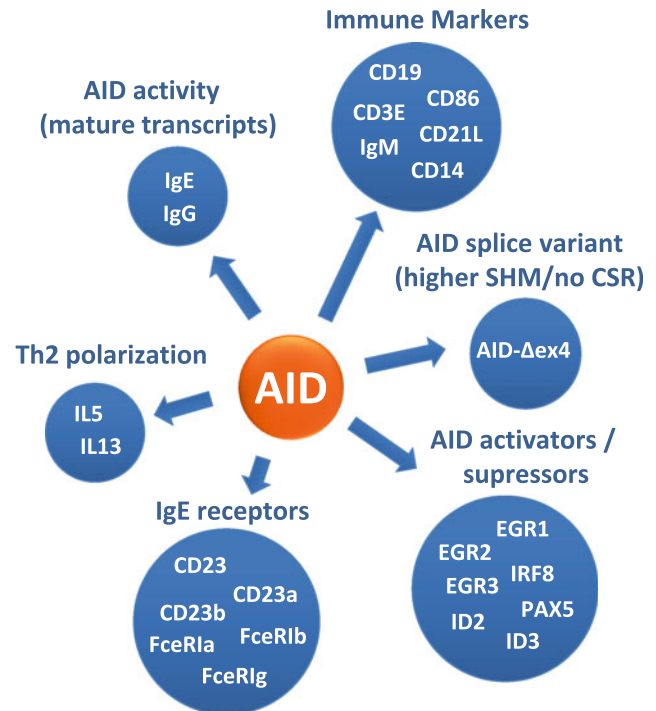 Immune Markers
CD19
CD86
CD3E
CD21L
IgM
CD14
AID activity
(mature transcripts)
IgE
IgG
AID splice variant
(higher SHM/no CSR)
AID-Δex4
Th2 polarization
IL5
IL13
AID
AID activators /
supressors
EGR1
EGR2
IRF8
EGR3
PAX5
ID2
ID3
IgE receptors
CD23
CD23a
CD23b
FceRIb
FceRIa
FceRIg